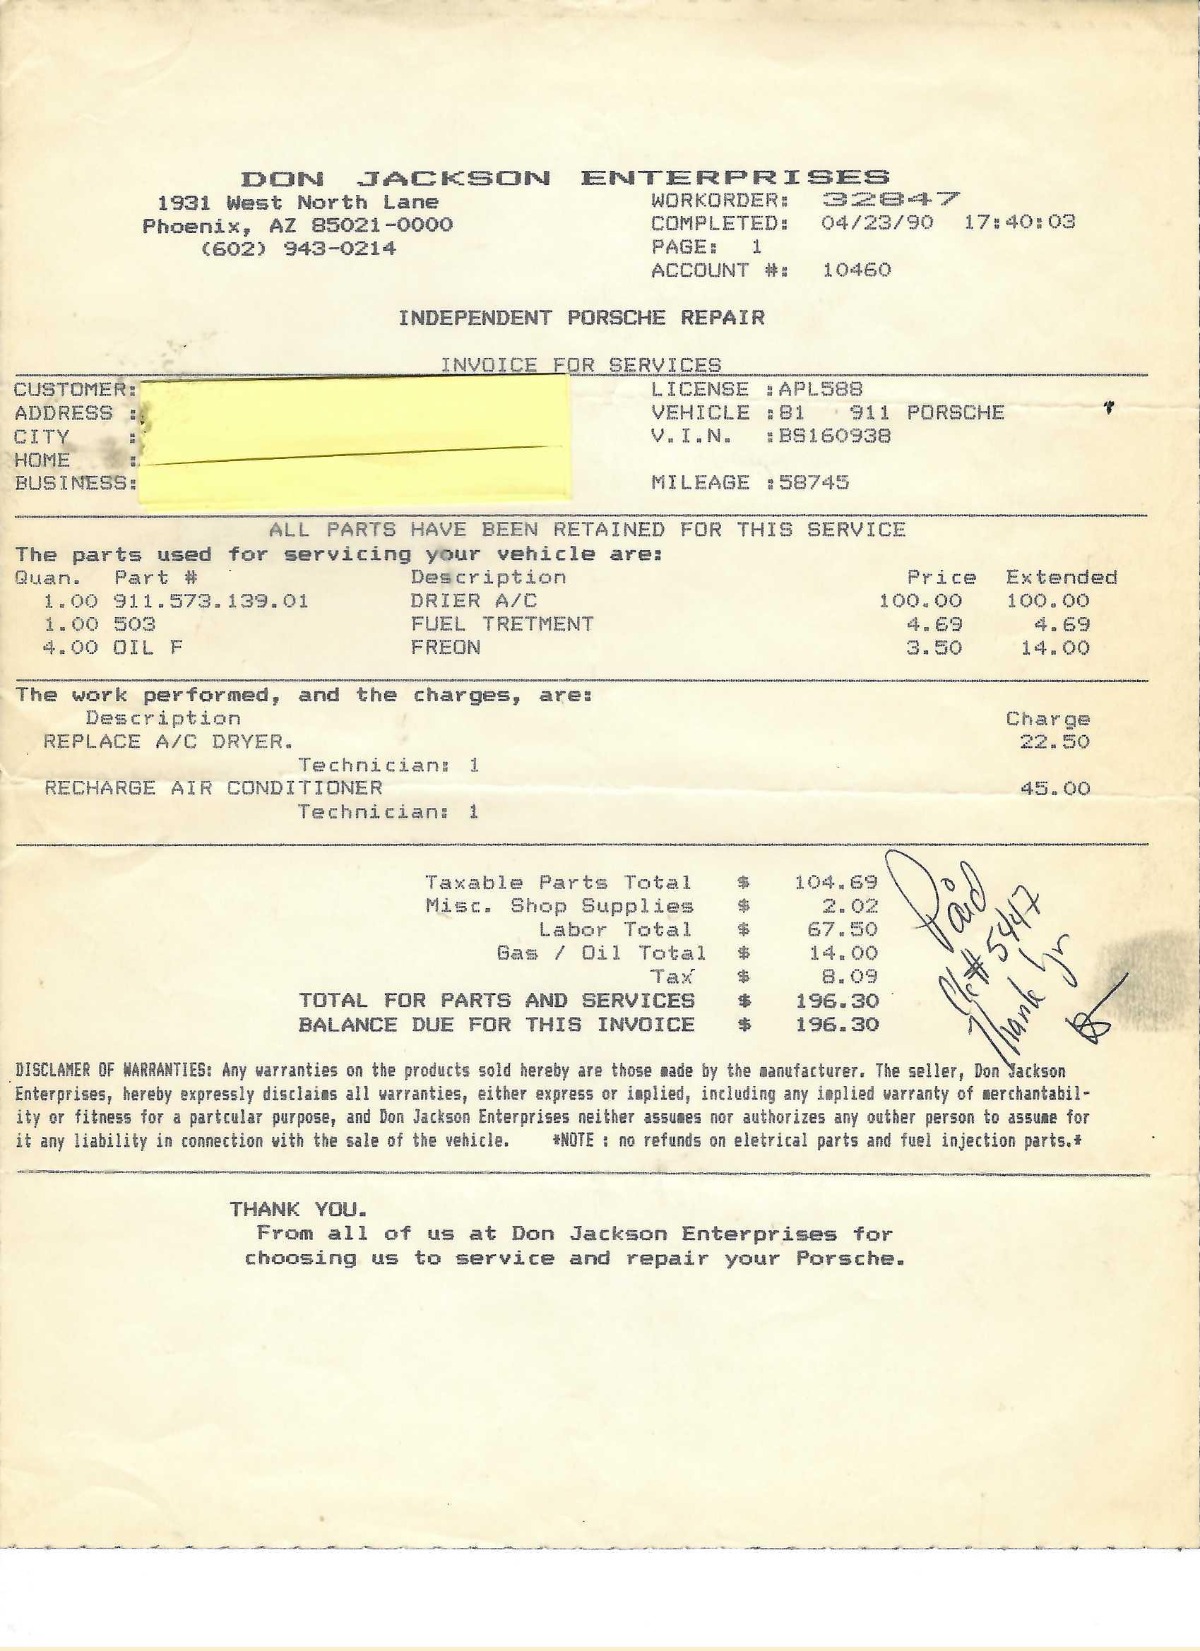 DON JACKSON ENTERPRISES
1931 West North Lane
Phoenix, AZ 85021-0000
(602) 943-0214
WORKORDER: 32847
COMPLETED: 04/23/90 17:40:03
PAGE: 1
ACCOUNT #: 10460
INDEPENDENT PORSCHE REPAIR
INVOICE FOR SERVICES
CUSTOMER:
ADDRESS :
CITY :
HOME :
BUSINESS:
LICENSE :APL588
VEHICLE :81 911 PORSCHE
V.I.N. :BS160938
MILEAGE :58745
ALL PARTS HAVE BEEN RETAINED FOR THIS SERVICE
The parts used for servicing your vehicle are:
Quan. Part # Description Price Extended
1.00 911.573.139.01 DRIER A/C 100.00 100.00
1.00 503 FUEL TRETMENT 4.69 4.69
4.00 OIL F FREON 3.50 14.00
The work performed, and the charges, are:
Description Charge
REPLACE A/C DRYER. 22.50
Technician: 1
RECHARGE AIR CONDITIONER 45.00
Technician: 1
Taxable Parts Total $ 104.69
Misc. Shop Supplies $ 2.02
Labor Total $ 67.50
Gas / Oil Total $ 14.00
Tax $ 8.09
TOTAL FOR PARTS AND SERVICES $ 196.30
BALANCE DUE FOR THIS INVOICE $ 196.30
Paid
Ck# 5447
Thank
DISCLAMER OF WARRANTIES: Any warranties on the products sold hereby are those made by the manufacturer. The seller, Don Jackson
Enterprises, hereby expressly disclaims all warranties, either express or implied, including any implied warranty of merchantabil-
ity or fitness for a partcular purpose, and Don Jackson Enterprises neither assumes nor authorizes any outher person to assume for
it any liability in connection with the sale of the vehicle. *NOTE : no refunds on eletrical parts and fuel injection parts.*
THANK YOU.
From all of us at Don Jackson Enterprises for
choosing us to service and repair your Porsche.